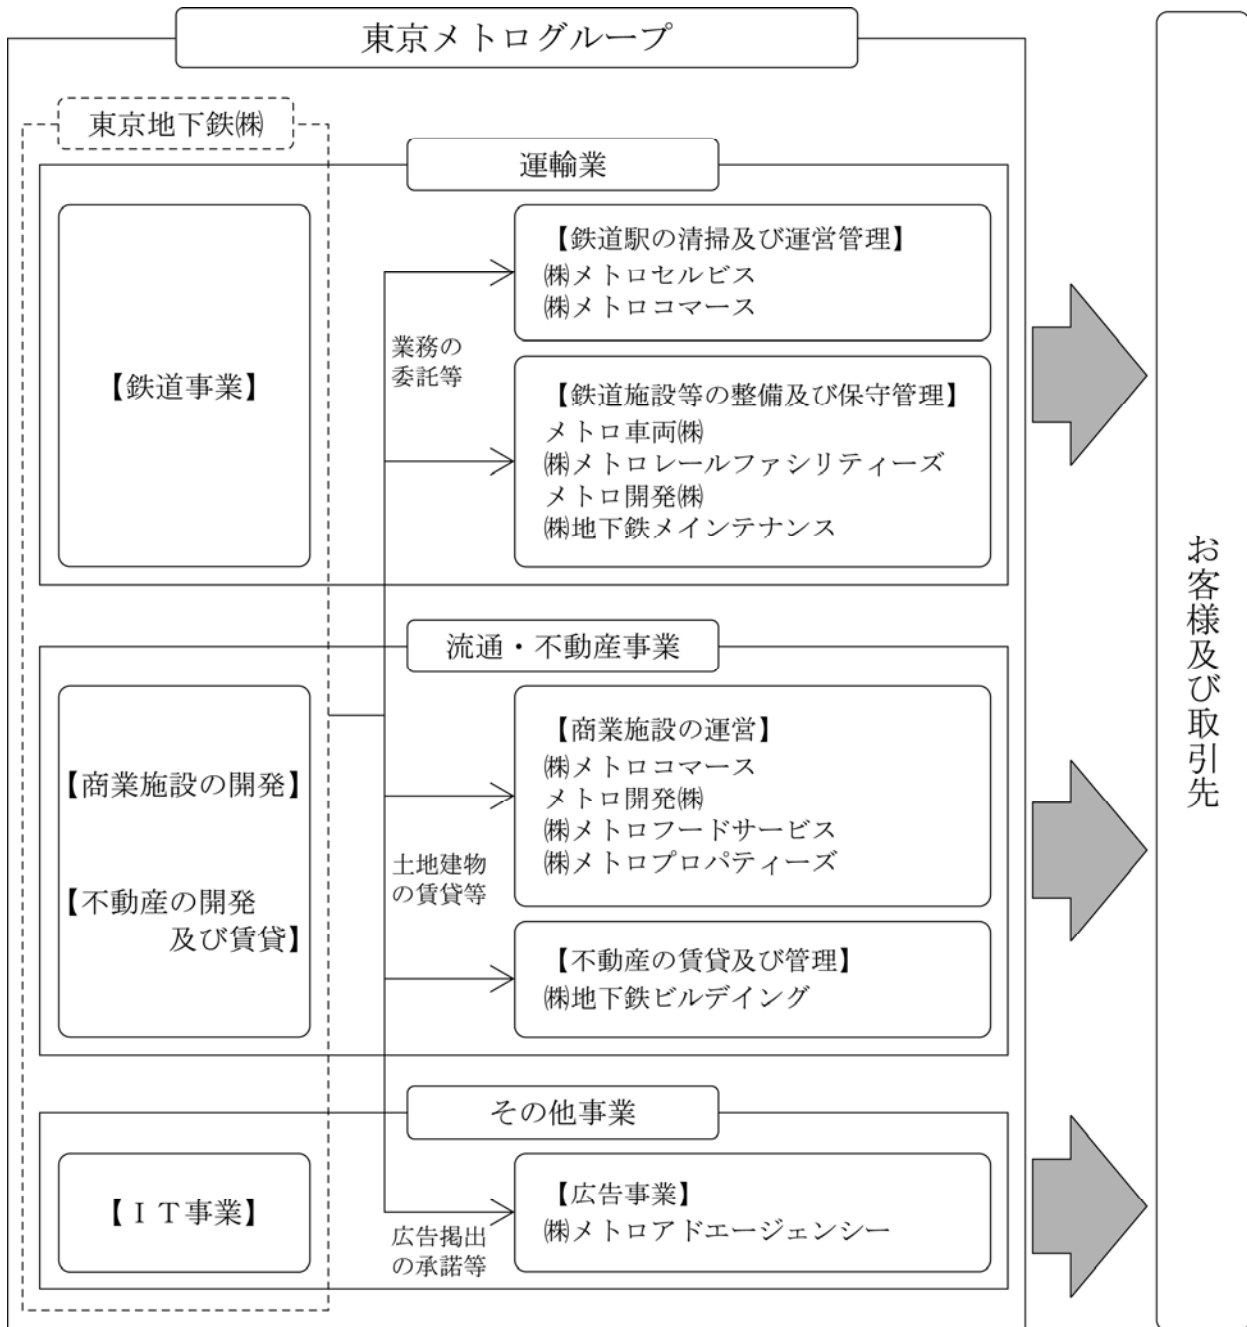 東京メトログループ
東京地下鉄㈱
運輸業
【鉄道事業】
業務の
委託等
【鉄道駅の清掃及び運営管理】
㈱メトロセルビス
㈱メトロコマース
【鉄道施設等の整備及び保守管理】
メトロ車両㈱
㈱メトロレールファシリティーズ
メトロ開発㈱
㈱地下鉄メインテナンス
流通・不動産事業
【商業施設の開発】
【不動産の開発
及び賃貸】
土地建物
の賃貸等
【商業施設の運営】
㈱メトロコマース
メトロ開発㈱
㈱メトロフードサービス
㈱メトロプロパティーズ
【不動産の賃貸及び管理】
㈱地下鉄ビルデイング
その他事業
【ＩＴ事業】
広告掲出
の承諾等
【広告事業】
㈱メトロアドエージェンシー
お客様及び取引先